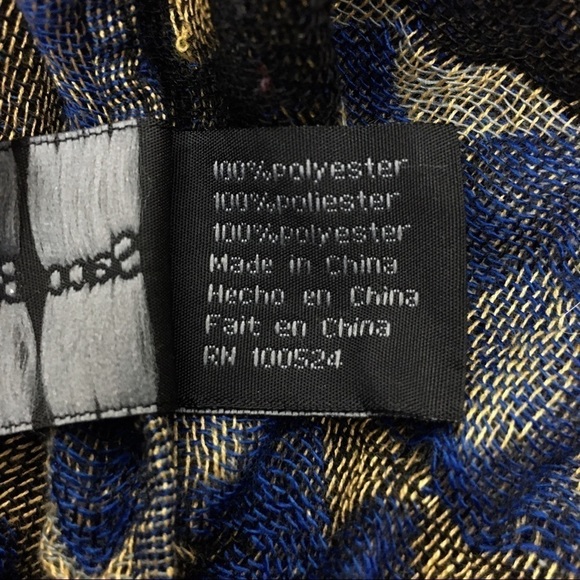 100%polyester
100%poliester
100%polyester
Made in China
Hecho en China
Fait en China
RN 100524